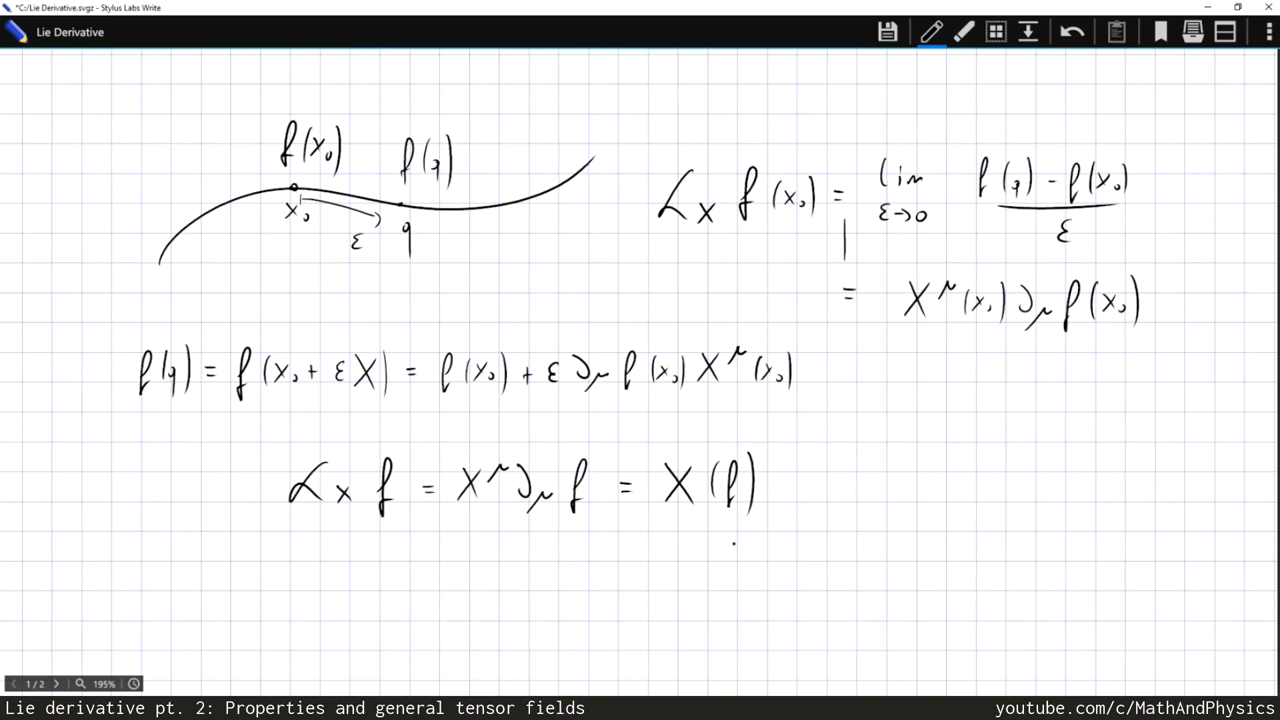 *C:/Lie Derivative.svgz - Stylus Labs Write
Lie Derivative
f(x₀) f(q)
x₀ ε q
ℒ_X f(x₀) = lim_{ε→0} (f(q) - f(x₀))/ε
= X^μ(x₀) ∂_μ f(x₀)
f(q) = f(x₀ + εX) = f(x₀) + ε ∂_μ f(x₀) X^μ(x₀)
ℒ_X f = X^μ ∂_μ f = X(f)
1 / 2 195%
Lie derivative pt. 2: Properties and general tensor fields youtube.com/c/MathAndPhysics